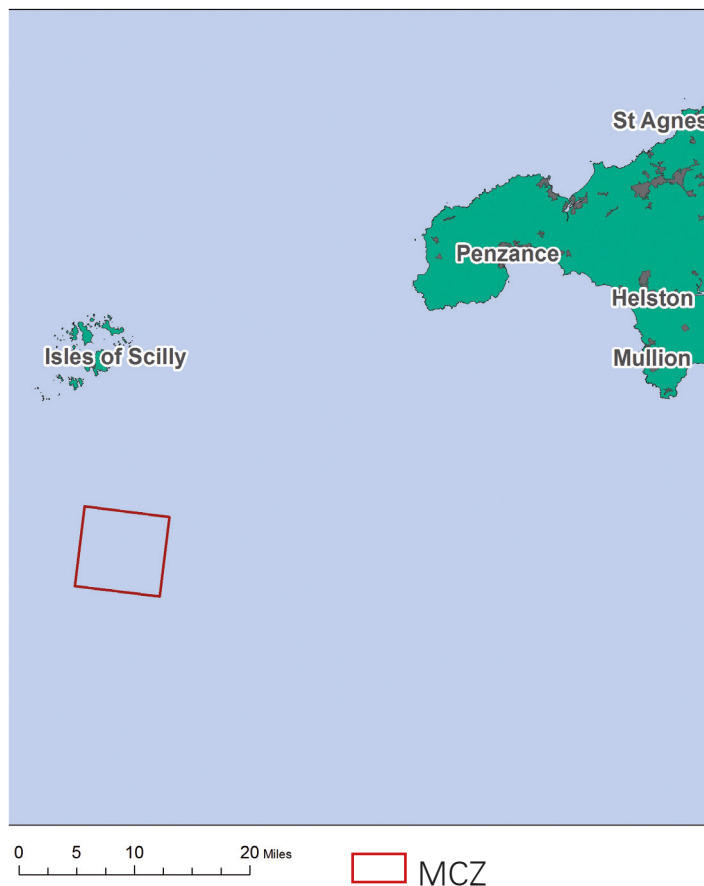 St Agnes
Penzance
Helston
Isles of Scilly
Mullion
0 5 10 20 Miles
MCZ